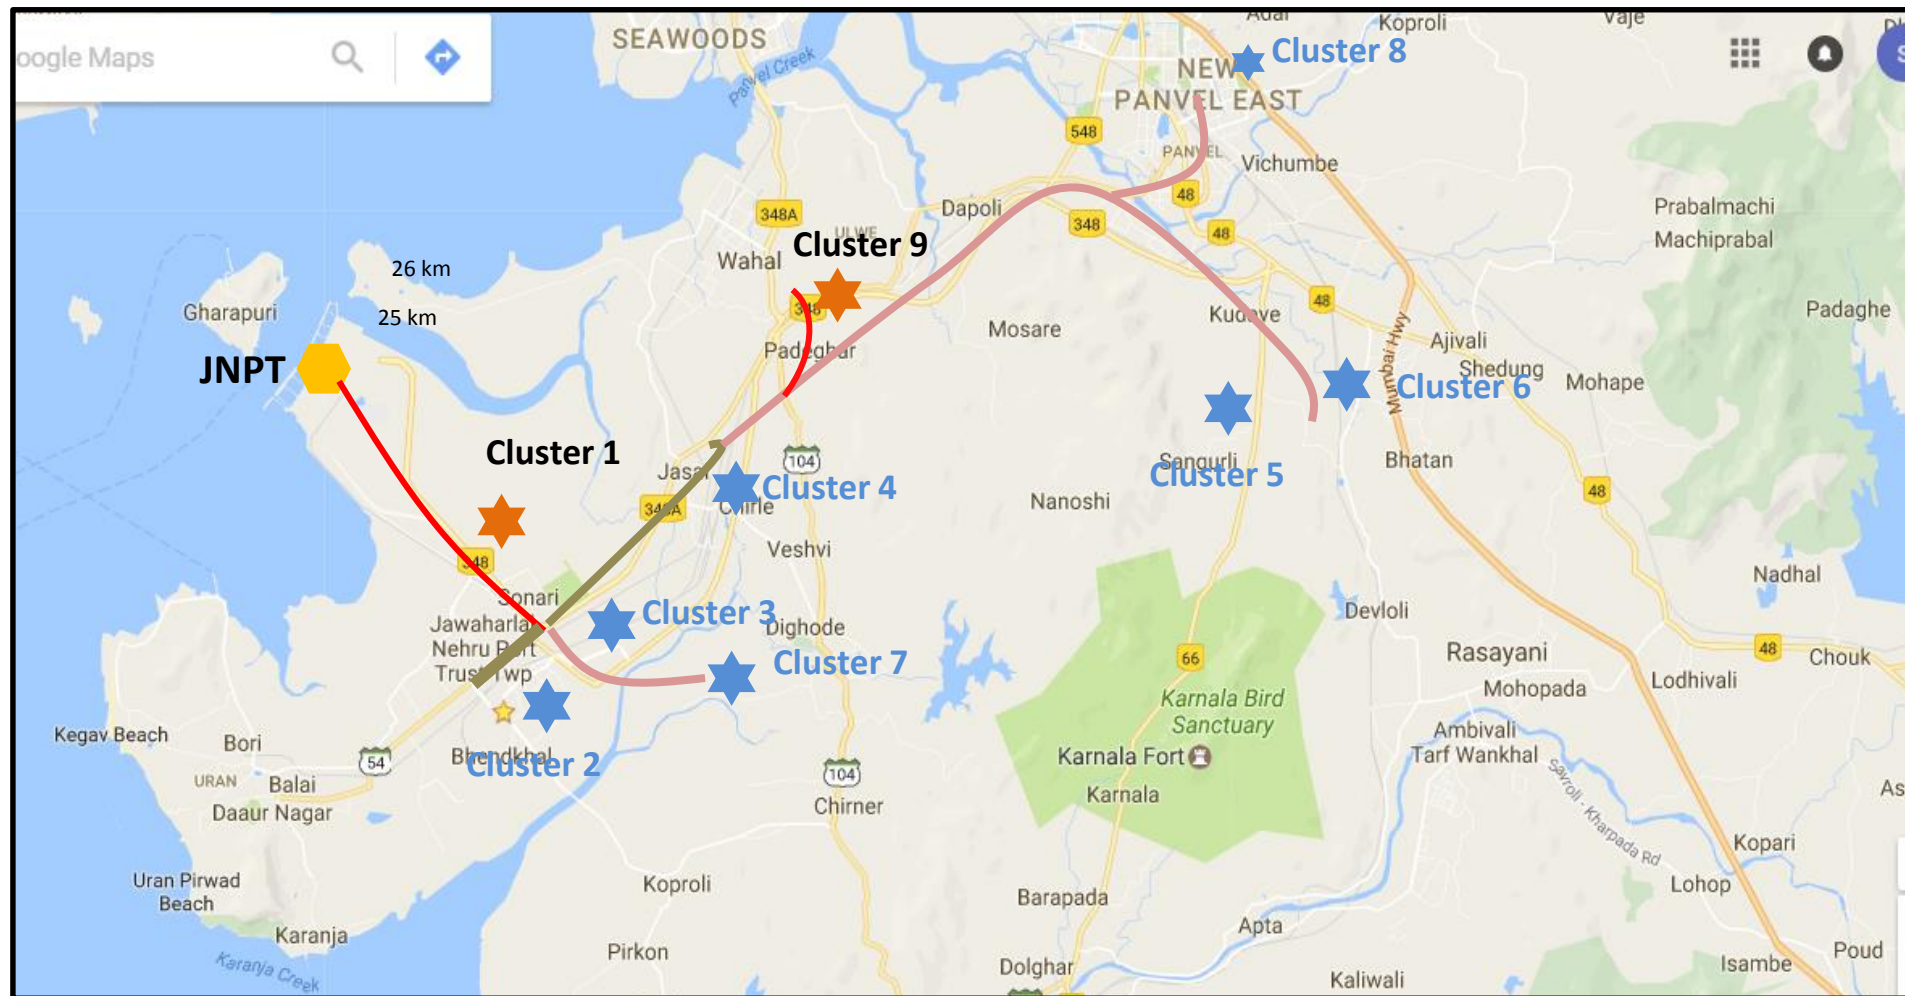 oogle Maps
SEAWOODS
Panvel Creek
Koproli
Vaje
Cluster 8
NEW
PANVEL EAST
548
PANVEL
Vichumbe
48
348A
Dapoli
348
48
Prabalmachi
Machiprabal
ULWE
Cluster 9
Wahal
26 km
Gharapuri
25 km
348
Mosare
Kudave
48
Mumbai Hwy
Ajivali
Padaghe
Padeghar
JNPT
Shedung
Mohape
Cluster 6
Cluster 1
Jasai
104
Sangurli
Cluster 5
Bhatan
Cluster 4
Chirle
348A
Nanoshi
48
Veshvi
348
Sonari
Nadhal
Cluster 3
Devloli
Jawaharlal
Nehru Port
Trust Twp
Dighode
Cluster 7
66
Rasayani
48
Chouk
Mohopada
Lodhivali
Karnala Bird
Sanctuary
Kegav Beach
Bori
54
Bhendkhal
Cluster 2
Karnala Fort
Ambivali
Tarf Wankhal
URAN
Balai
Daaur Nagar
104
Chirner
Karnala
Savroli - Kharpada Rd
As
Kopari
Uran Pirwad
Beach
Koproli
Barapada
Lohop
Karanja
Apta
Karanja Creek
Pirkon
Dolghar
Kaliwali
Isambe
Poud